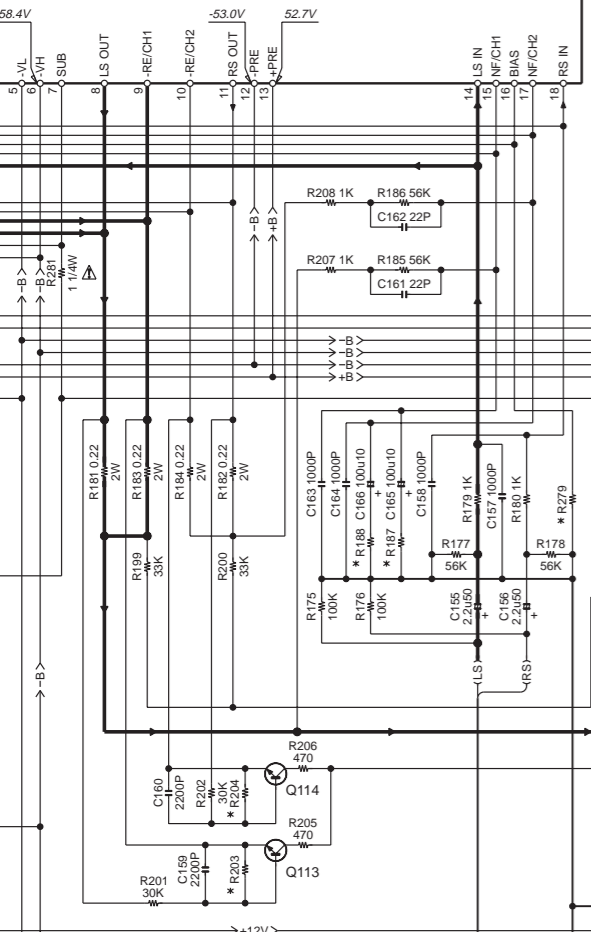 58.4V
-53.0V
52.7V
-VL
-VH
SUB
LS OUT
-RE/CH1
-RE/CH2
RS OUT
-PRE
+PRE
LS IN
NF/CH1
BIAS
NF/CH2
RS IN
5
6
7
8
9
10
11
12
13
14
15
16
17
18
R208 1K
R186 56K
C162 22P
-B
+B
R207 1K
R185 56K
C161 22P
-B
-B
R281
1 1/4W
-B
-B
-B
+B
R181 0.22
2W
R183 0.22
2W
R184 0.22
2W
R182 0.22
2W
C163 1000P
C164 1000P
C166 100u10
+
C165 100u10
+
C158 1000P
R179 1K
C157 1000P
R180 1K
* R279
* R188
* R187
R177
56K
R178
56K
R199
33K
R200
33K
R175
100K
R176
100K
C155
2.2u50
+
C156
2.2u50
+
-B
(LS)
(RS)
R206
470
C160
2200P
R202
30K
* R204
Q114
R205
470
C159
2200P
* R203
Q113
R201
30K
+12V